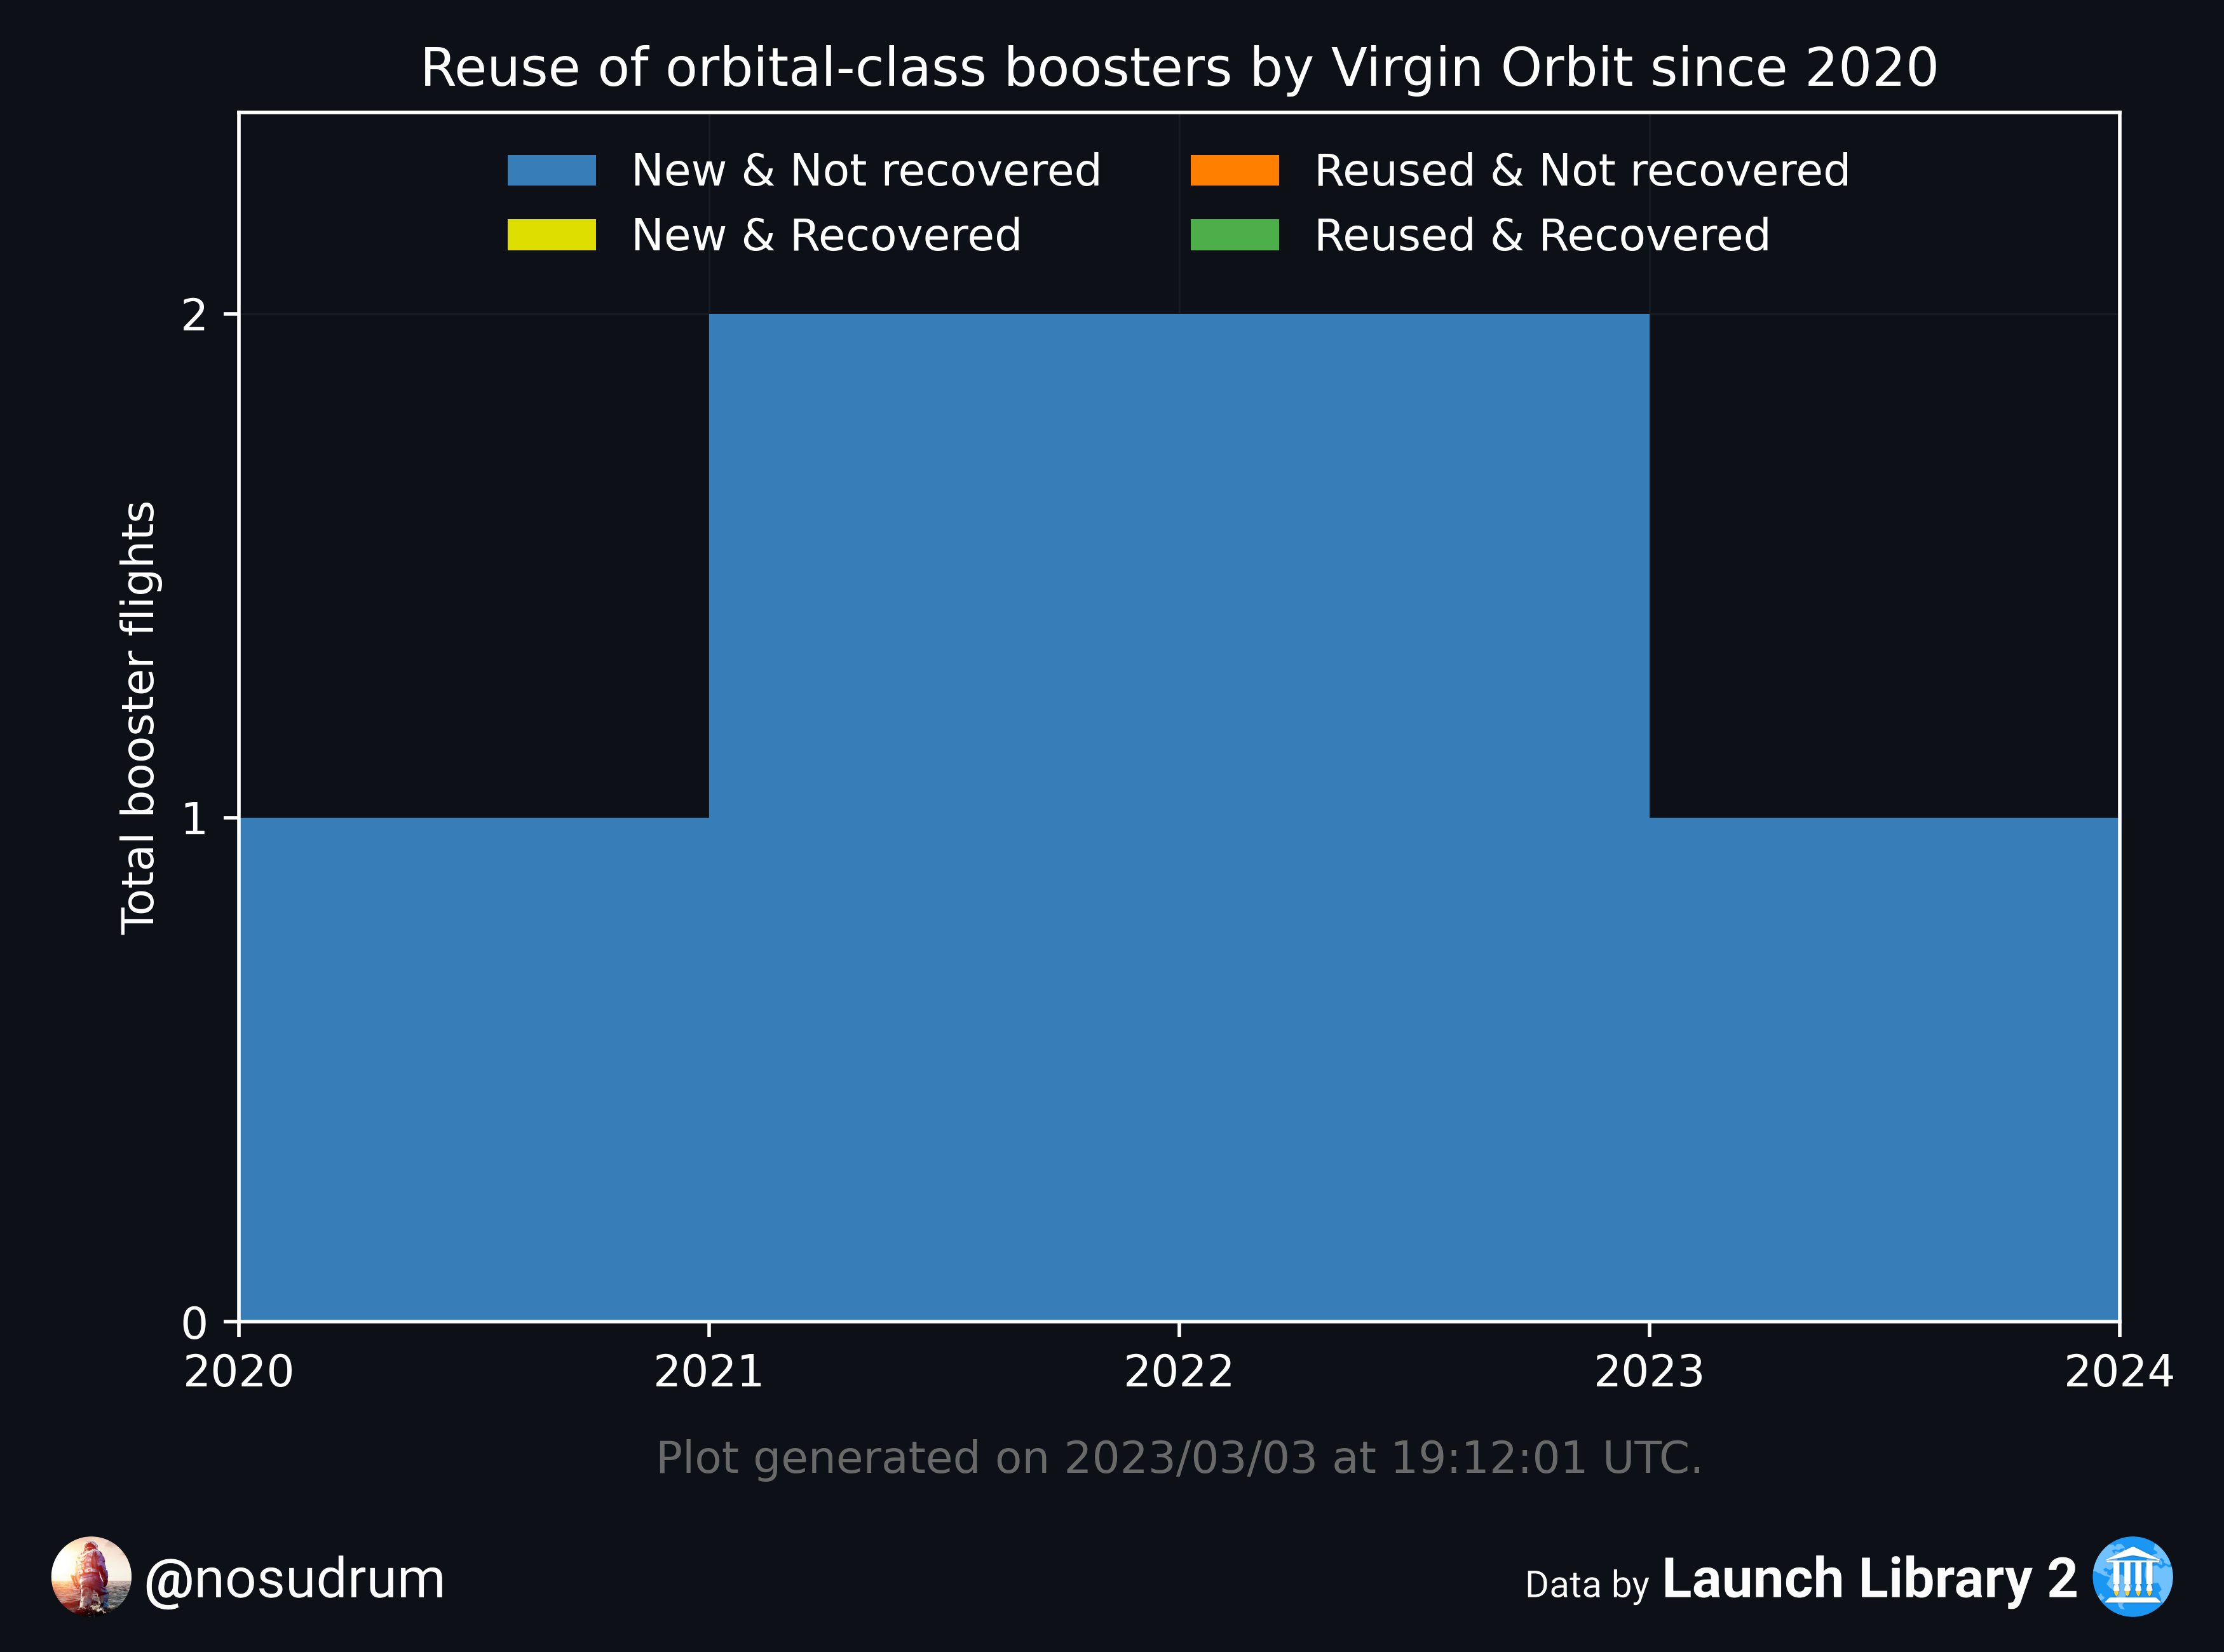 Reuse of orbital-class boosters by Virgin Orbit since 2020
New & Not recovered
Reused & Not recovered
New & Recovered
Reused & Recovered
Total booster flights
2
1
0
2020
2021
2022
2023
2024
Plot generated on 2023/03/03 at 19:12:01 UTC.
@nosudrum
Data by Launch Library 2